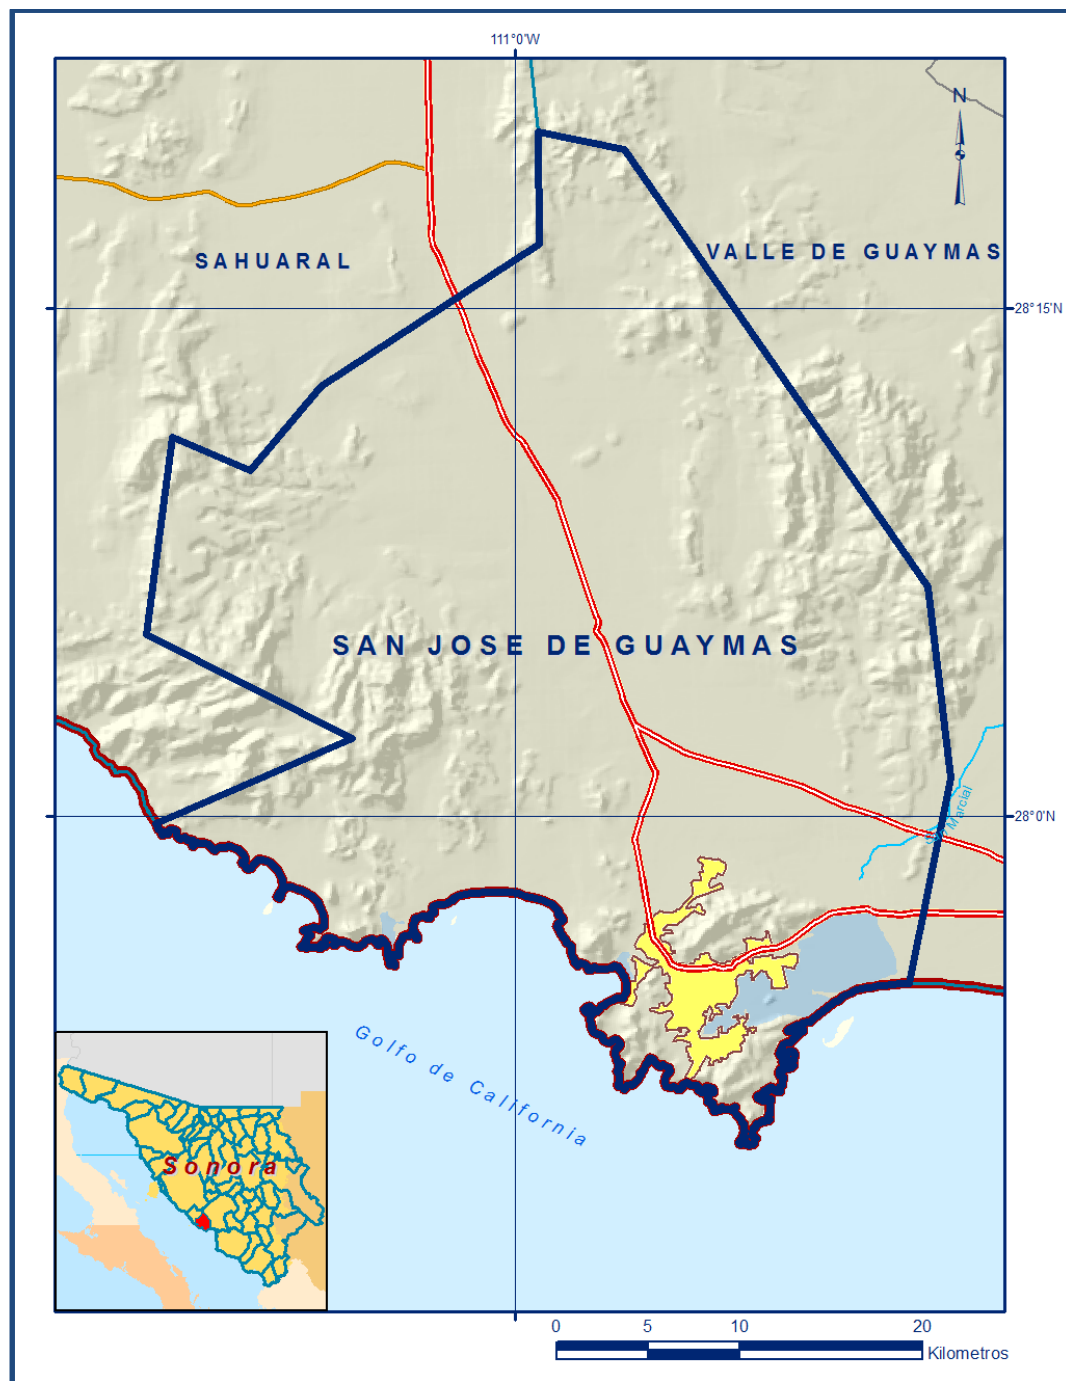 111°0'W
N
SAHUARAL
VALLE DE GUAYMAS
28°15'N
SAN JOSE DE GUAYMAS
Marcial
28°0'N
Golfo de California
Sonora
0 5 10 20
Kilometros